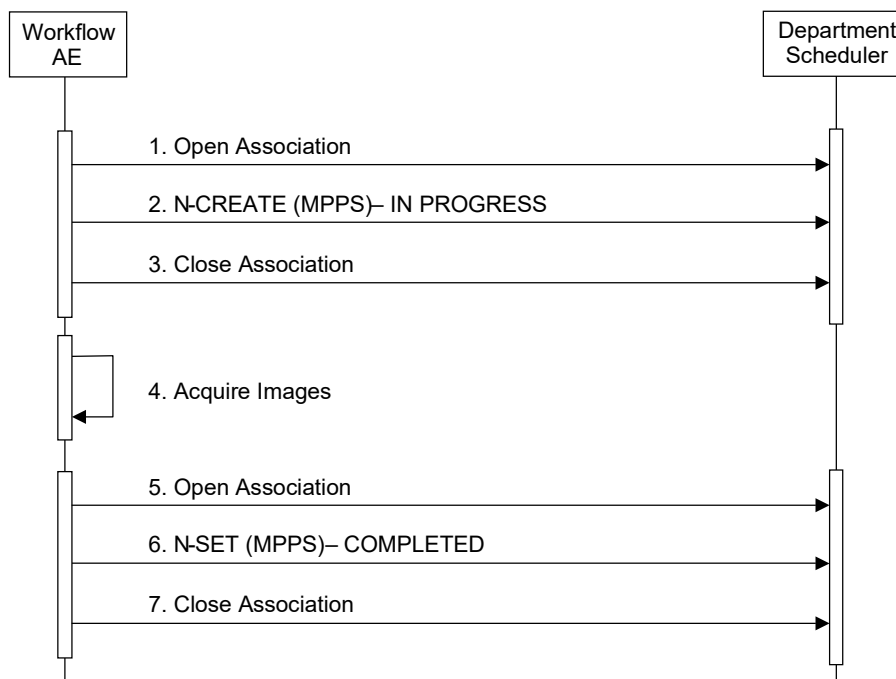 Workflow
AE
Department
Scheduler
1. Open Association
2. N-CREATE (MPPS)– IN PROGRESS
3. Close Association
4. Acquire Images
5. Open Association
6. N-SET (MPPS)– COMPLETED
7. Close Association